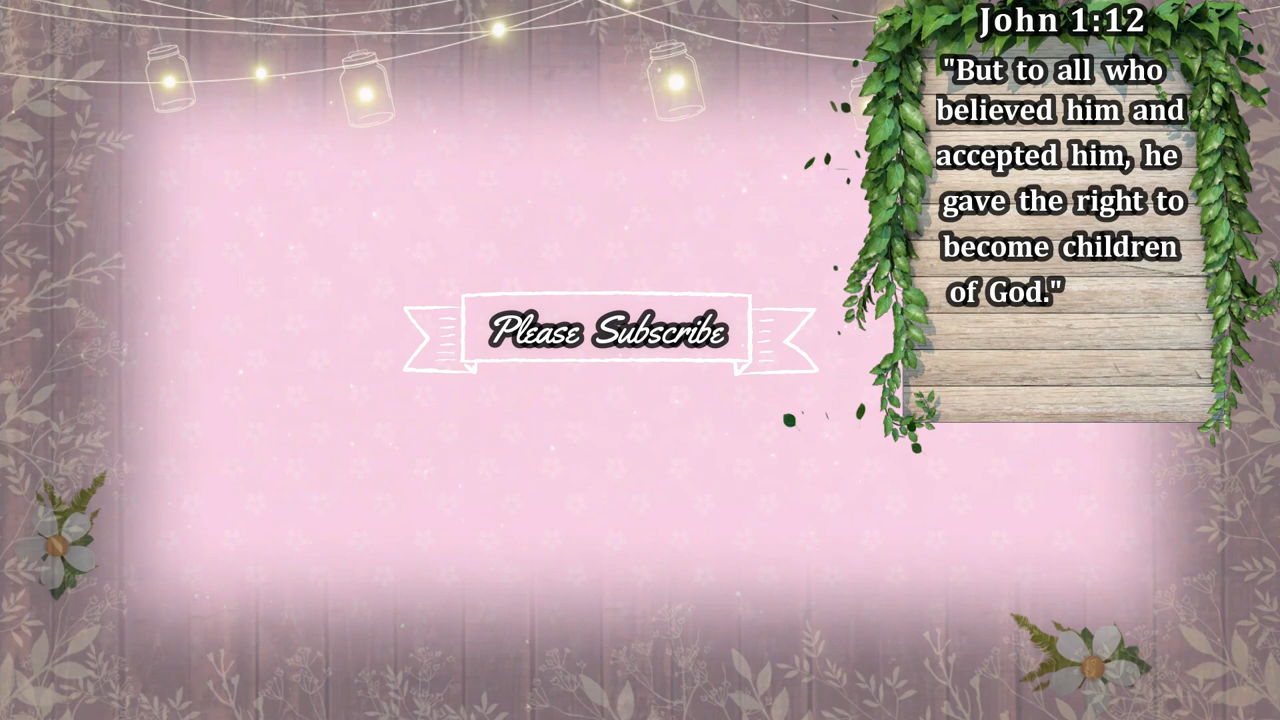 John 1:12
"But to all who
believed him and
accepted him, he
gave the right to
become children
of God."
Please Subscribe